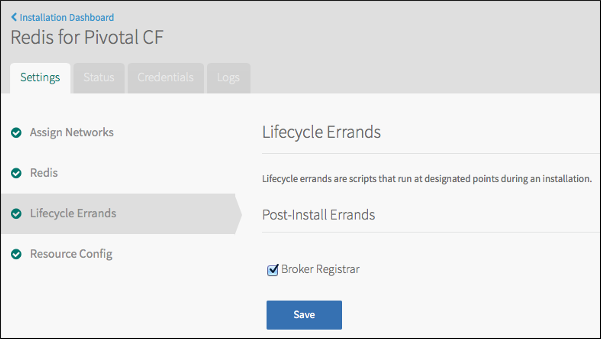 Installation Dashboard
Redis for Pivotal CF
Settings Status Credentials Logs
Assign Networks
Redis
Lifecycle Errands
Resource Config
Lifecycle Errands
Lifecycle errands are scripts that run at designated points during an installation.
Post-Install Errands
Broker Registrar
Save